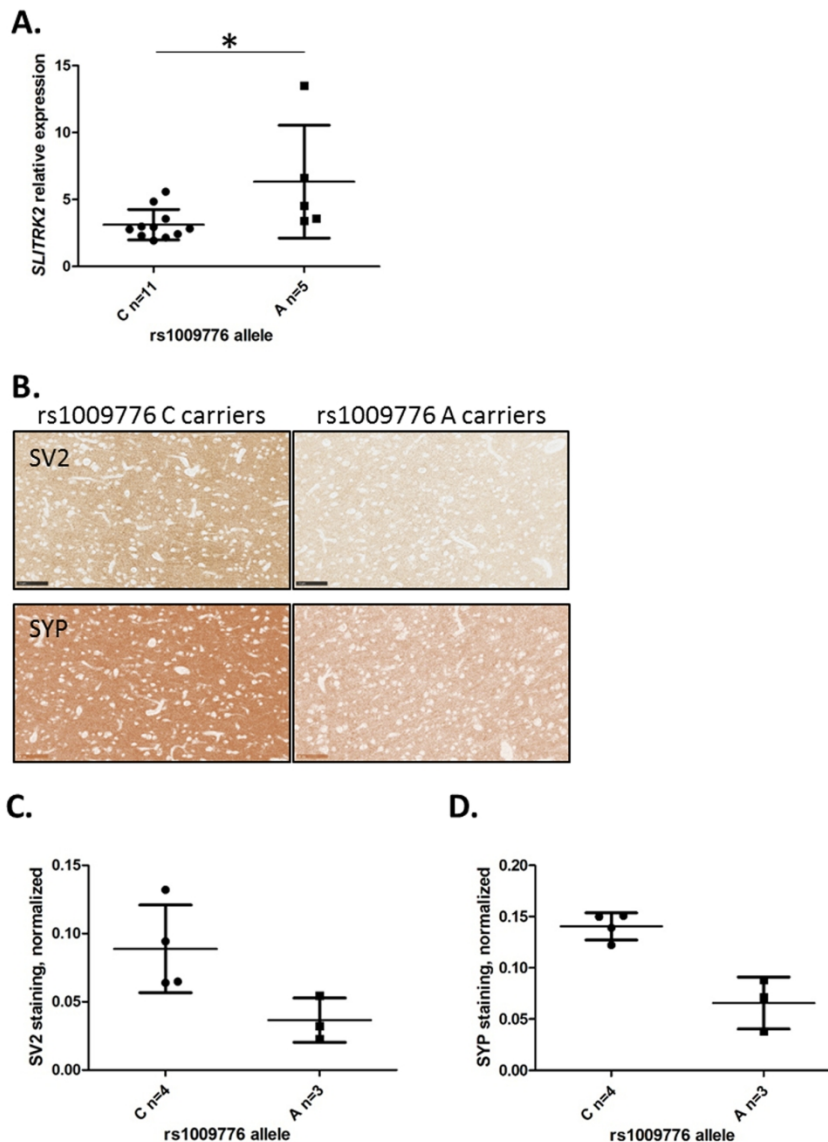 A.
*
SLITRK2 relative expression
15
10
5
0
C n=11
A n=5
rs1009776 allele
B.
rs1009776 C carriers
rs1009776 A carriers
SV2
SYP
C.
SV2 staining, normalized
0.15
0.10
0.05
0.00
C n=4
A n=3
rs1009776 allele
D.
SYP staining, normalized
0.20
0.15
0.10
0.05
0.00
C n=4
A n=3
rs1009776 allele